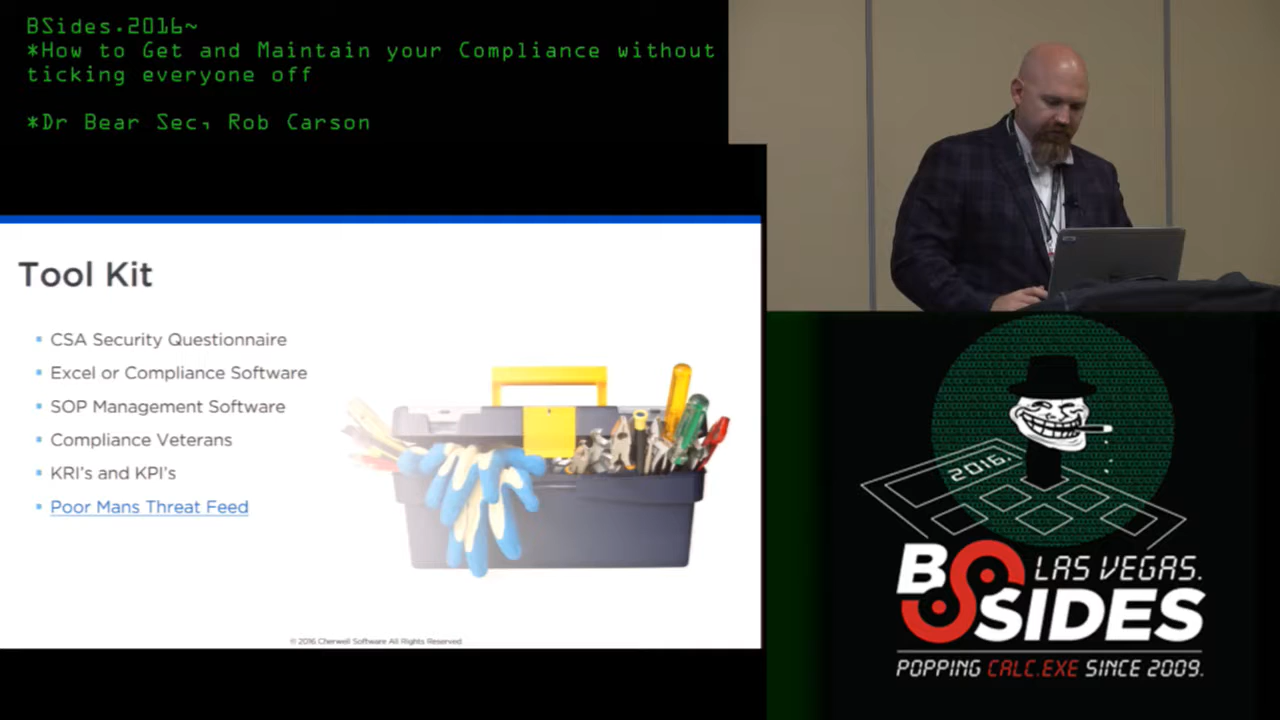 BSides.2016~
*How to Get and Maintain your Compliance without
ticking everyone off
*Dr Bear Sec, Rob Carson
Tool Kit
CSA Security Questionnaire
Excel or Compliance Software
SOP Management Software
Compliance Veterans
KRI's and KPI's
Poor Mans Threat Feed
© 2016 Cherwell Software All Rights Reserved
2016.
BSIDES
LAS VEGAS.
POPPING CALC.EXE SINCE 2009.